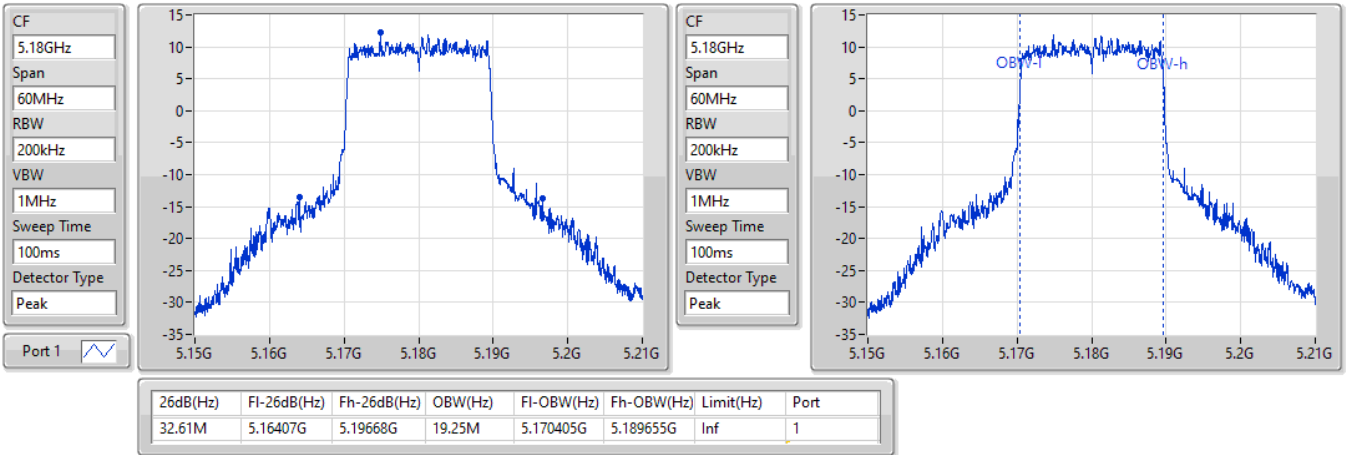 CF
5.18GHz
Span
60MHz
RBW
200kHz
VBW
1MHz
Sweep Time
100ms
Detector Type
Peak
Port 1
15
10
5
0
-5
-10
-15
-20
-25
-30
-35
5.15G 5.16G 5.17G 5.18G 5.19G 5.2G 5.21G
CF
5.18GHz
Span
60MHz
RBW
200kHz
VBW
1MHz
Sweep Time
100ms
Detector Type
Peak
15
10
5
0
-5
-10
-15
-20
-25
-30
-35
OBW-l OBW-h
5.15G 5.16G 5.17G 5.18G 5.19G 5.2G 5.21G
26dB(Hz) Fl-26dB(Hz) Fh-26dB(Hz) OBW(Hz) Fl-OBW(Hz) Fh-OBW(Hz) Limit(Hz) Port
32.61M 5.16407G 5.19668G 19.25M 5.170405G 5.189655G Inf 1